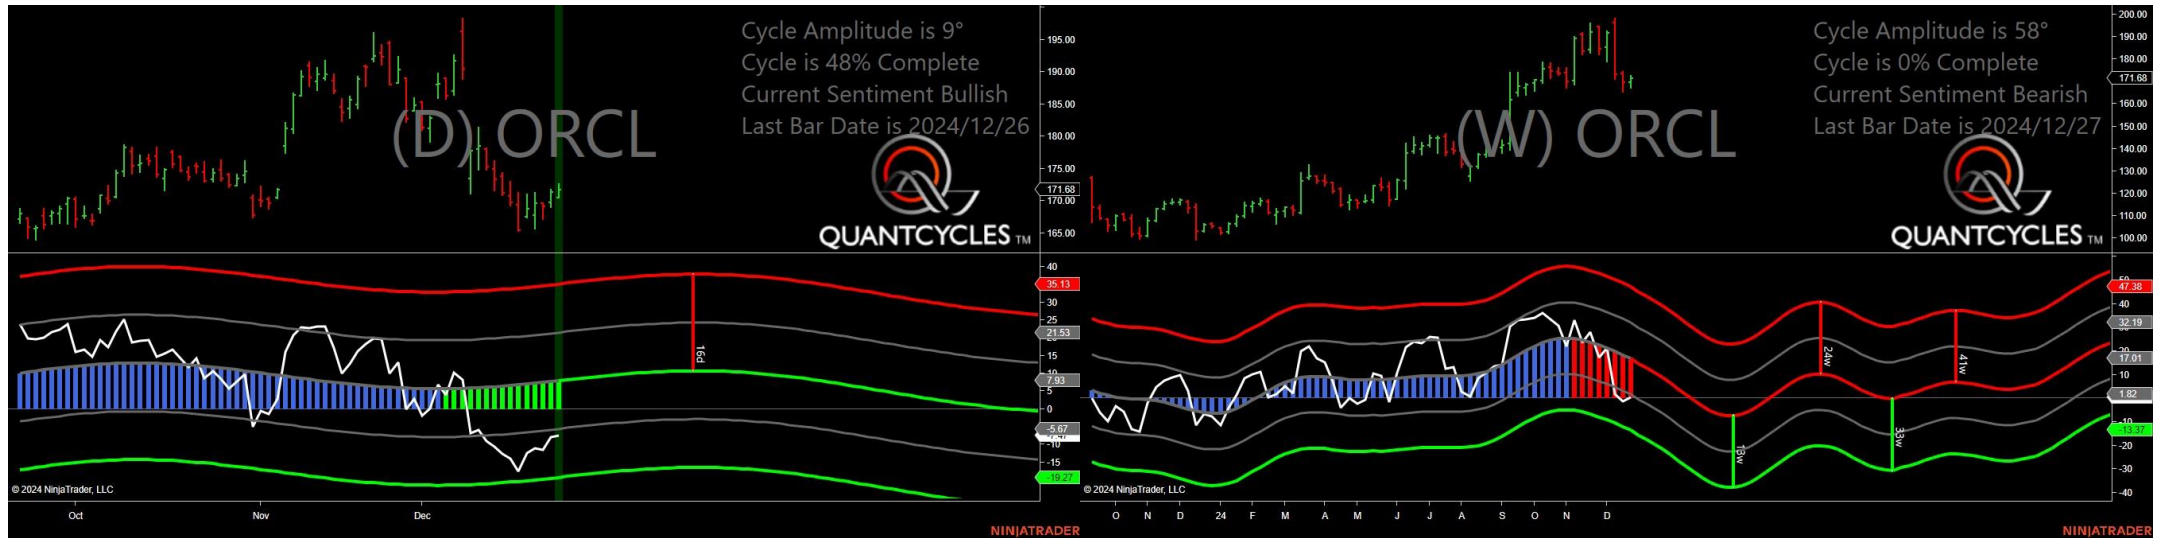 Cycle Amplitude is 9°
Cycle is 48% Complete
Current Sentiment Bullish
Last Bar Date is 2024/12/26
(D) ORCL
QUANTCYCLES TM
195.00
190.00
185.00
180.00
175.00
171.68
170.00
165.00
40
35.13
30
25
21.53
20
15
10
7.93
5
0
-5.67
-10
-15
-19.27
16d
© 2024 NinjaTrader, LLC
Oct
Nov
Dec
NINJATRADER
Cycle Amplitude is 58°
Cycle is 0% Complete
Current Sentiment Bearish
Last Bar Date is 2024/12/27
(W) ORCL
QUANTCYCLES TM
200.00
190.00
180.00
171.68
160.00
150.00
140.00
130.00
120.00
110.00
100.00
50
47.38
40
32.19
20
17.01
10
1.82
-10
-13.37
-20
-30
-40
13w
24w
33w
41w
© 2024 NinjaTrader, LLC
O N D 24 F M A M J J A S O N D
NINJATRADER